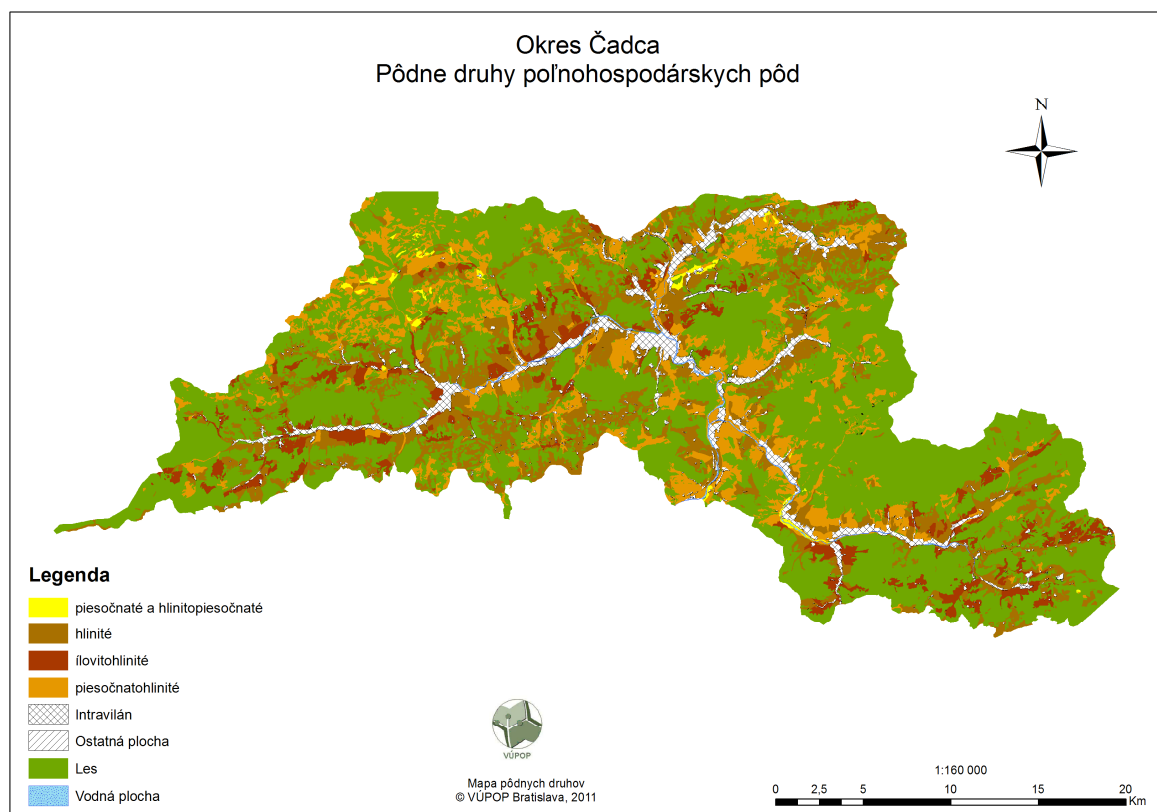 Okres Čadca
Pôdne druhy poľnohospodárskych pôd
N
Legenda
piesočnaté a hlinitopiesočnaté
hlinité
ílovitohlinité
piesočnatohlinité
Intravilán
Ostatná plocha
Les
Vodná plocha
VÚPOP
Mapa pôdnych druhov
© VÚPOP Bratislava, 2011
1:160 000
0 2,5 5 10 15 20
Km